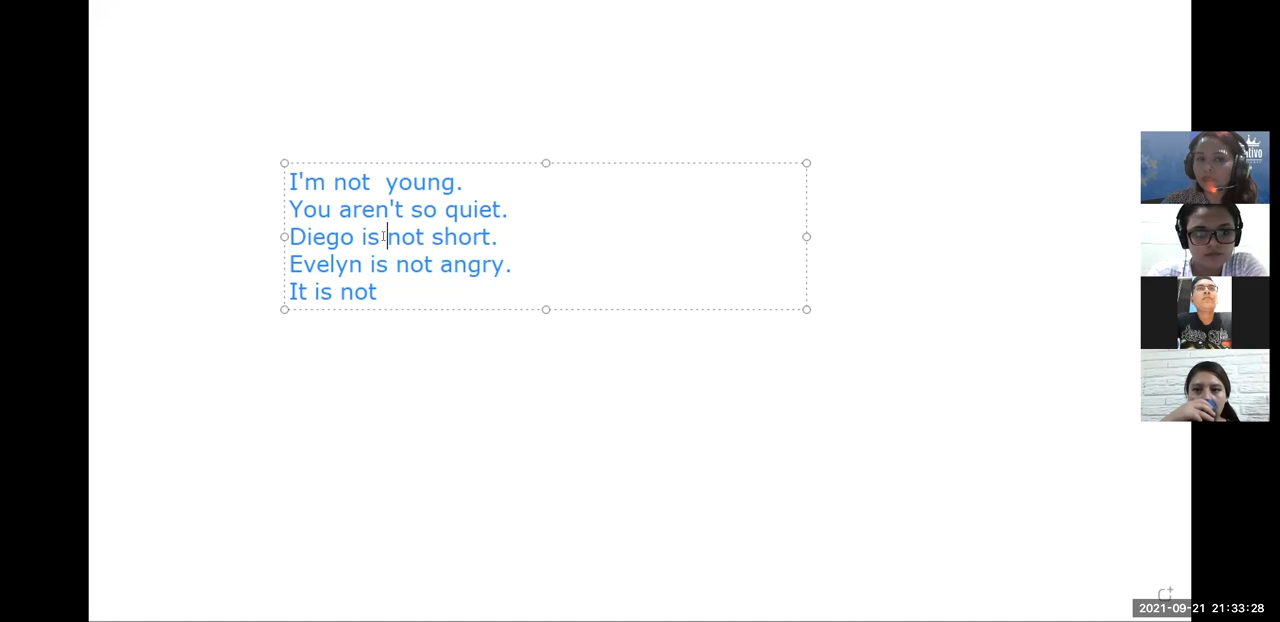 I'm not  young.
You aren't so quiet.
Diego is not short.
Evelyn is not angry.
It is not
tivo
2021-09-21 21:33:28